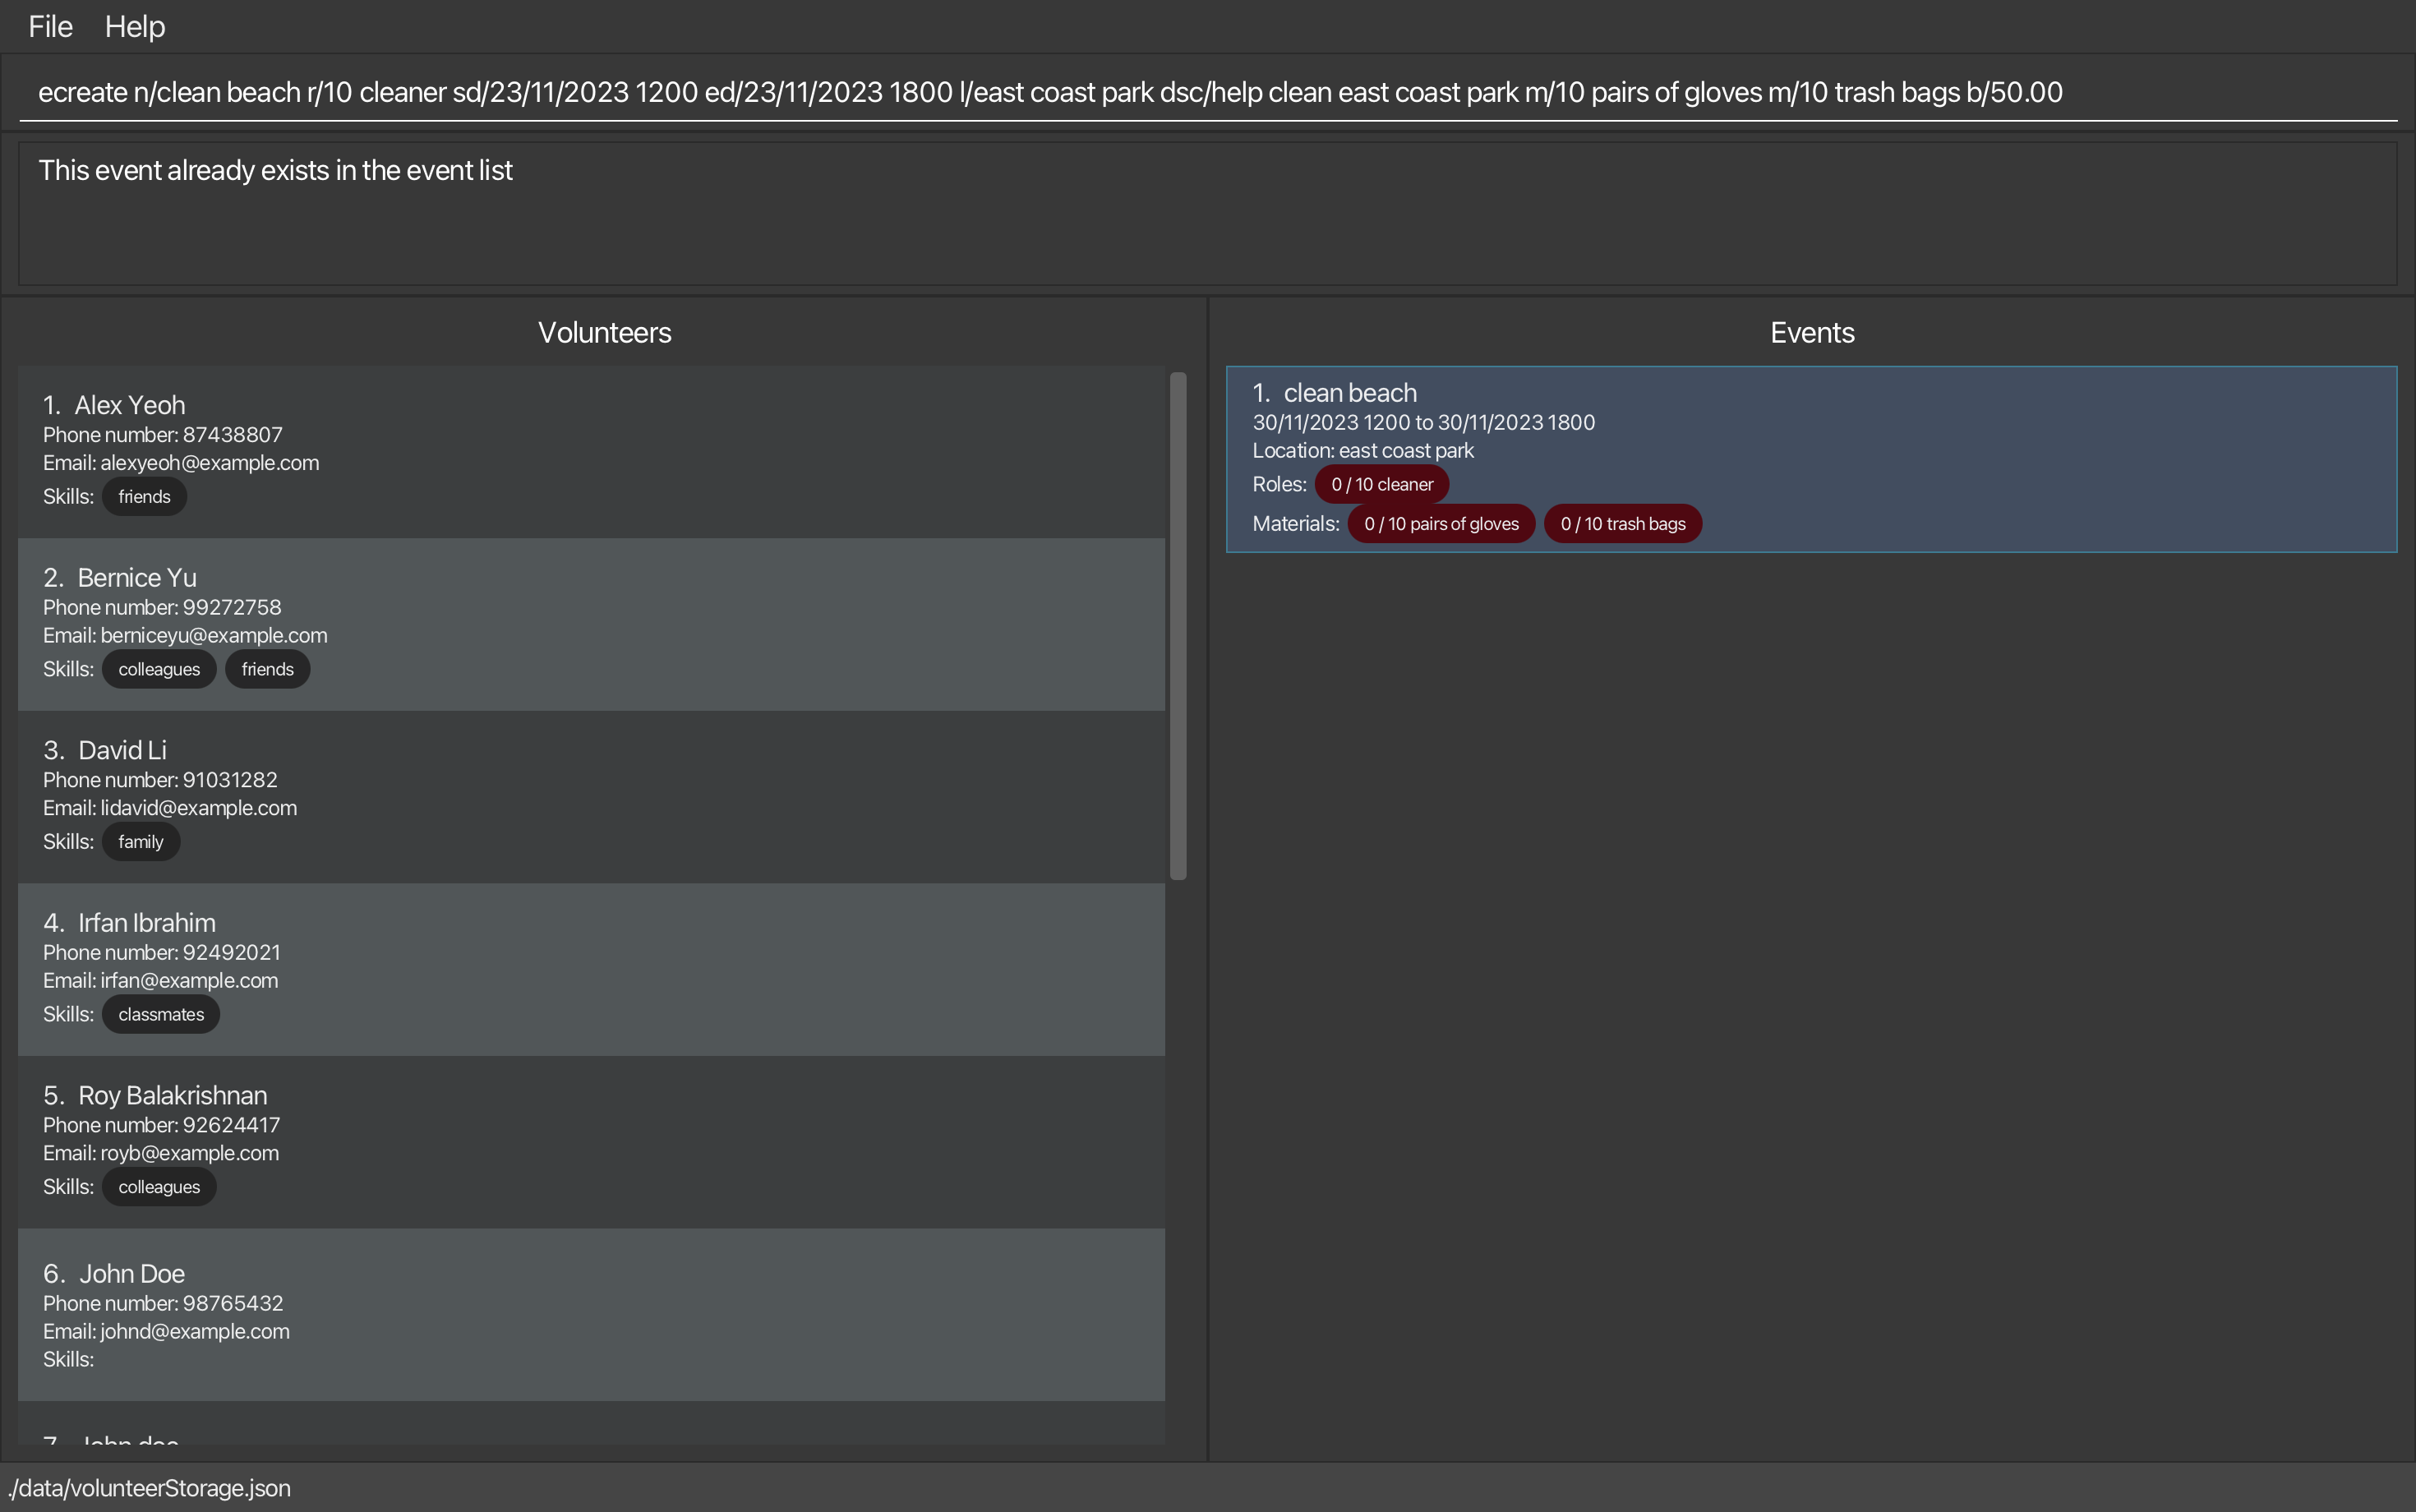 File Help
ecreate n/clean beach r/10 cleaner sd/23/11/2023 1200 ed/23/11/2023 1800 l/east coast park dsc/help clean east coast park m/10 pairs of gloves m/10 trash bags b/50.00
This event already exists in the event list
Volunteers
1. Alex Yeoh
Phone number: 87438807
Email: alexyeoh@example.com
Skills: friends
2. Bernice Yu
Phone number: 99272758
Email: berniceyu@example.com
Skills: colleagues friends
3. David Li
Phone number: 91031282
Email: lidavid@example.com
Skills: family
4. Irfan Ibrahim
Phone number: 92492021
Email: irfan@example.com
Skills: classmates
5. Roy Balakrishnan
Phone number: 92624417
Email: royb@example.com
Skills: colleagues
6. John Doe
Phone number: 98765432
Email: johnd@example.com
Skills:
7. John doe
Events
1. clean beach
30/11/2023 1200 to 30/11/2023 1800
Location: east coast park
Roles: 0 / 10 cleaner
Materials: 0 / 10 pairs of gloves 0 / 10 trash bags
./data/volunteerStorage.json